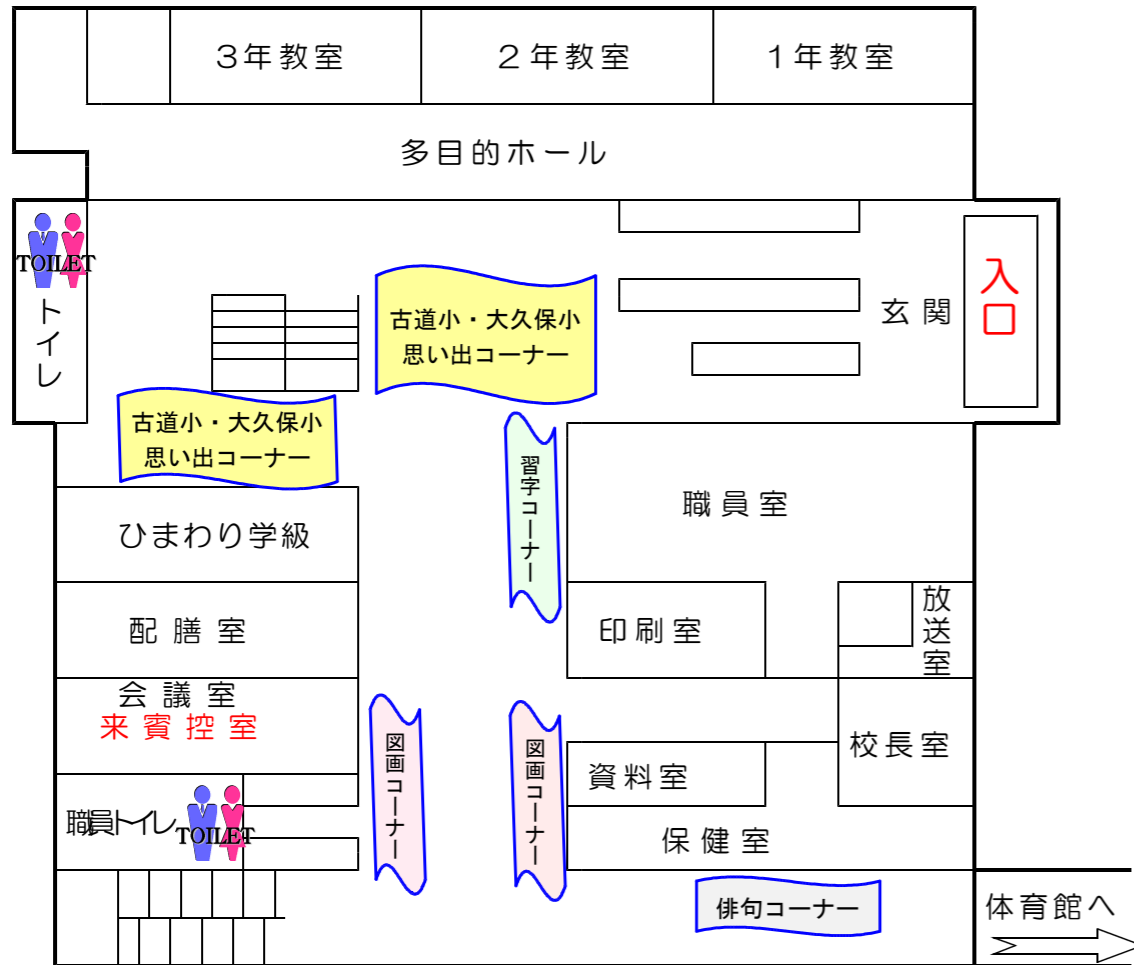 3年教室
２年教室
１年教室
多目的ホール
TOILET
トイレ
古道小・大久保小
思い出コーナー
玄関
入口
古道小・大久保小
思い出コーナー
習字コーナー
職員室
ひまわり学級
配膳室
印刷室
放送室
会議室
来賓控室
図画コーナー
図画コーナー
資料室
校長室
職員トイレ
TOILET
保健室
俳句コーナー
体育館へ